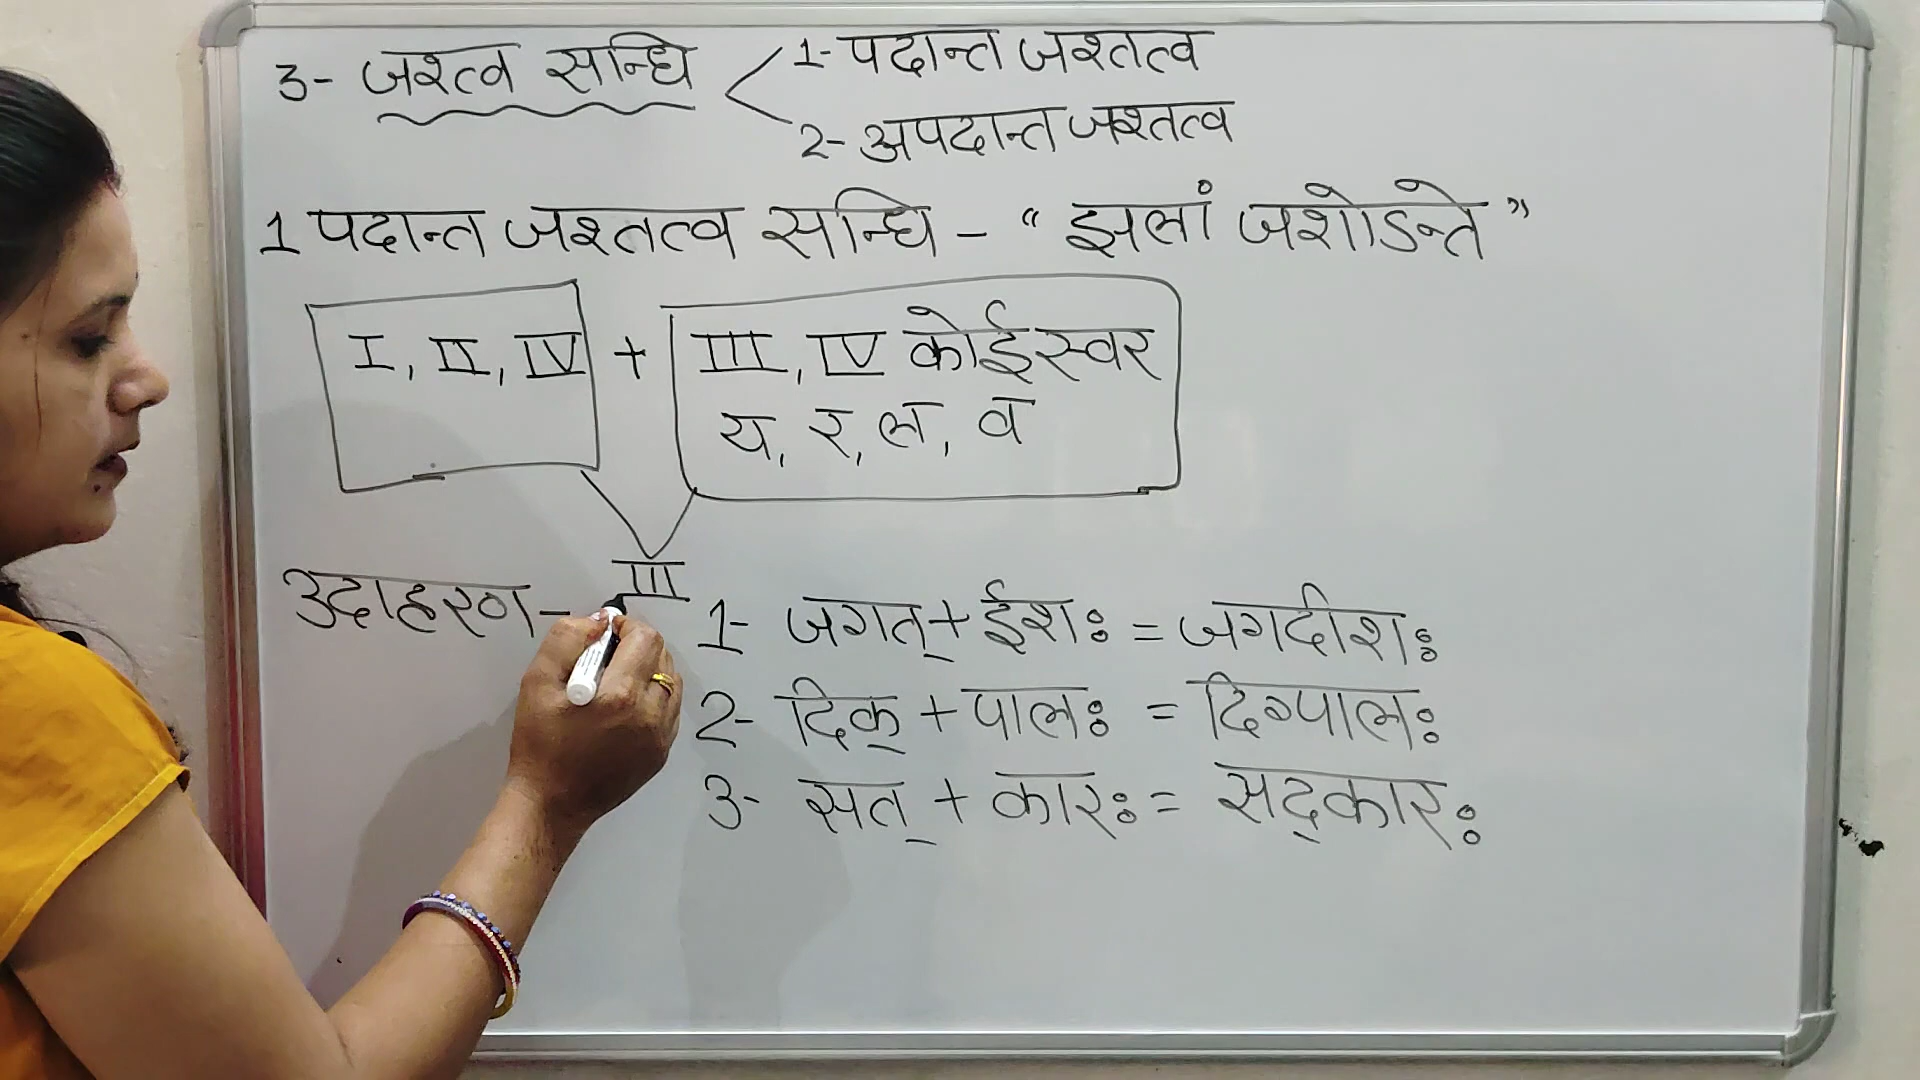 3- जश्त्व सन्धि
1- पदान्त जश्तत्व
2- अपदान्त जश्तत्व
1 पदान्त जश्तत्व सन्धि - “ झलां जशोडन्ते ”
I, II, IV + III, IV कोई स्वर
य, र, ल, व
III
उदाहरण -
1- जगत् + ईशः = जगदीशः
2- दिक् + पालः = दिग्पालः
3- सत् + कारः = सद्कारः